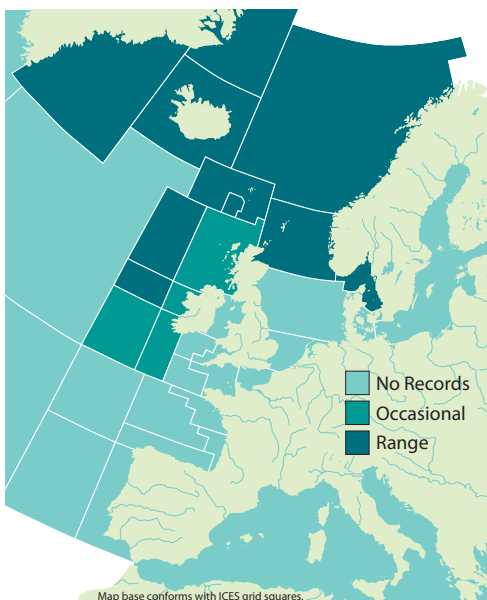 No Records
Occasional
Range
Map base conforms with ICES grid squares.